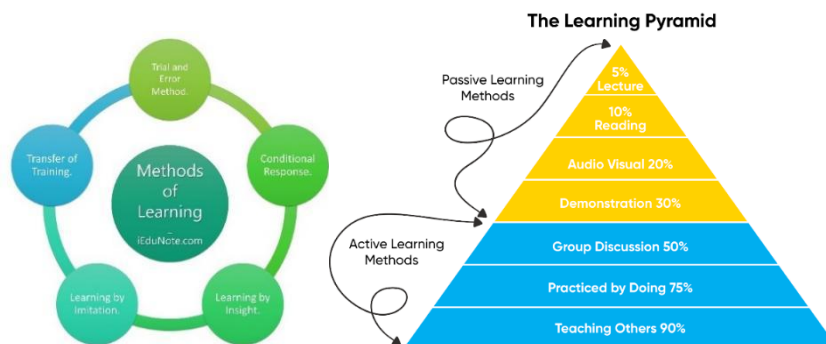 Trial and
Error
Method.
Transfer of
Training.
Conditional
Response.
Methods
of
Learning
-
iEduNote.com
Learning by
Imitation.
Learning by
Insight.
The Learning Pyramid
Passive Learning
Methods
5%
Lecture
10%
Reading
Audio Visual 20%
Demonstration 30%
Active Learning
Methods
Group Discussion 50%
Practiced by Doing 75%
Teaching Others 90%